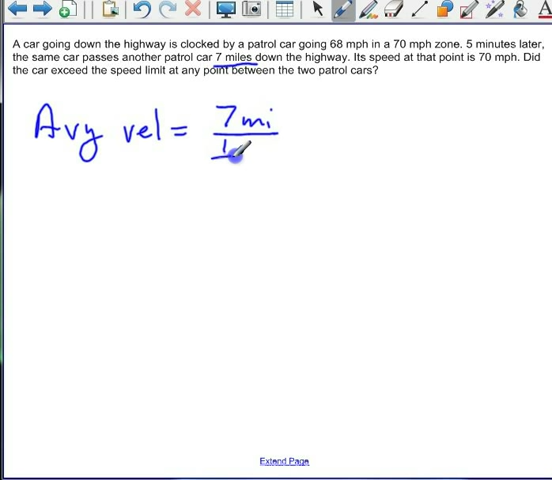 A car going down the highway is clocked by a patrol car going 68 mph in a 70 mph zone. 5 minutes later,
the same car passes another patrol car 7 miles down the highway. Its speed at that point is 70 mph. Did
the car exceed the speed limit at any point between the two patrol cars?
Avg vel = 7mi
1
Extend Page